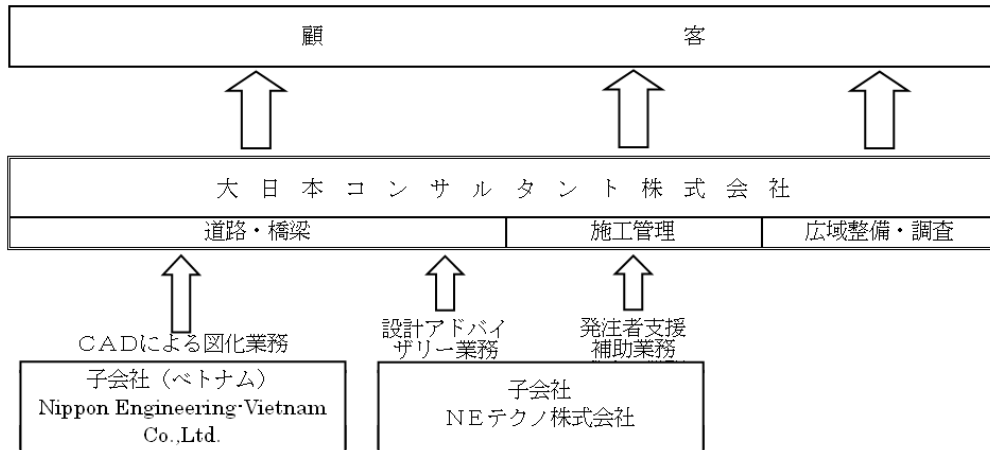 顧 客
大日本コンサルタント株式会社
道路・橋梁 施工管理 広域整備・調査
CADによる図化業務
設計アドバイ
ザリー業務
発注者支援
補助業務
子会社（ベトナム）
Nippon Engineering-Vietnam
Co.,Ltd.
子会社
NEテクノ株式会社